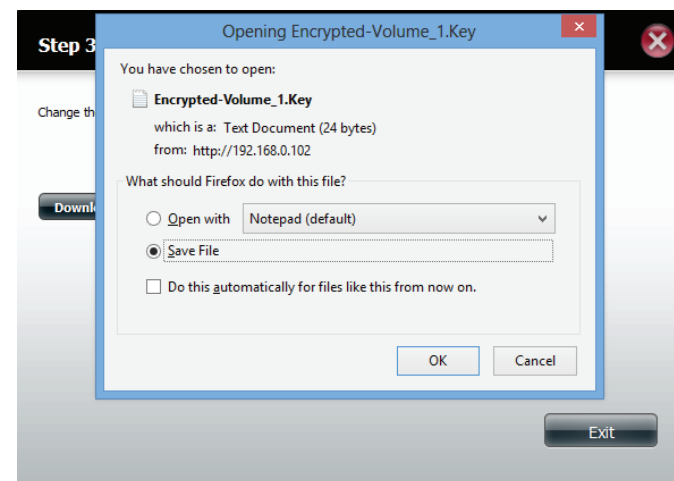 Opening Encrypted-Volume_1.Key
Step 3
You have chosen to open:
Encrypted-Volume_1.Key
Change th
which is a: Text Document (24 bytes)
from: http://192.168.0.102
What should Firefox do with this file?
Downl
Open with Notepad (default)
Save File
Do this automatically for files like this from now on.
OK Cancel
Exit